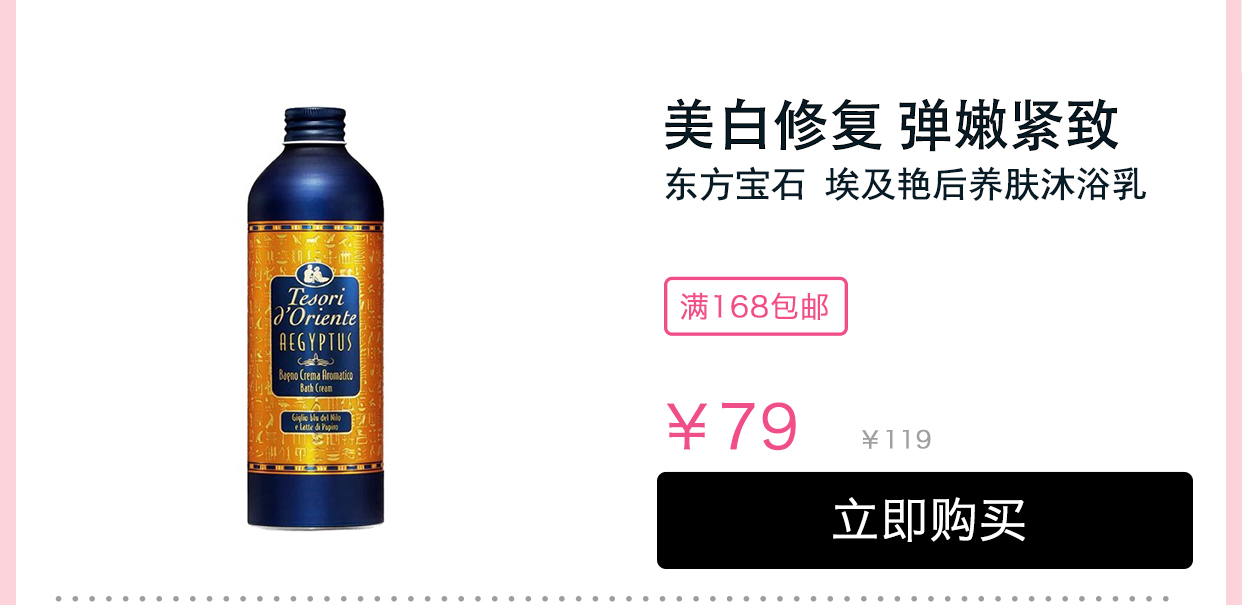 美白修复 弹嫩紧致
东方宝石 埃及艳后养肤沐浴乳
满168包邮
¥79 ¥119
立即购买
Tesori
d'Oriente
AEGYPTUS
Bagno Crema Aromatico
Bath Cream
Giglio blu del Nilo
e Latte di Papiro